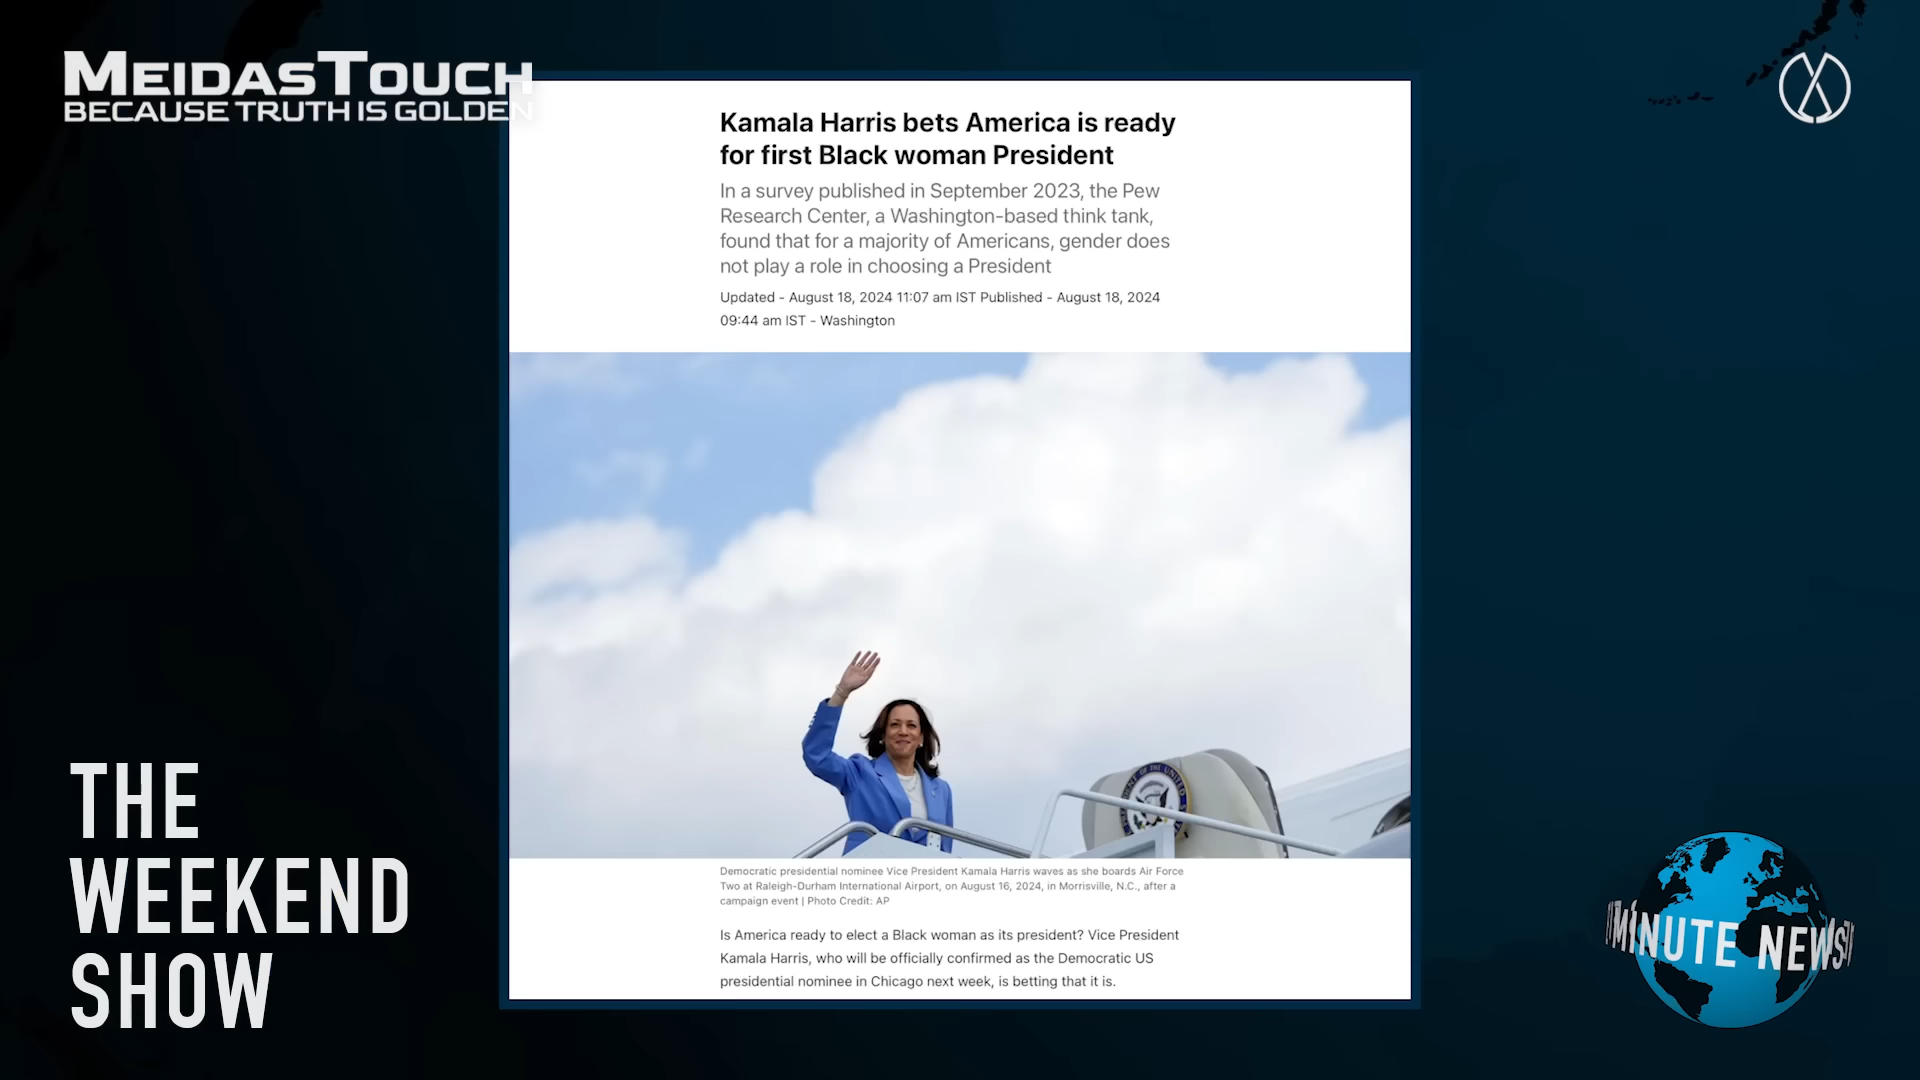 MEIDASTOUCH
BECAUSE TRUTH IS GOLDEN
Kamala Harris bets America is ready
for first Black woman President
In a survey published in September 2023, the Pew
Research Center, a Washington-based think tank,
found that for a majority of Americans, gender does
not play a role in choosing a President
Updated - August 18, 2024 11:07 am IST Published - August 18, 2024
09:44 am IST - Washington
Democratic presidential nominee Vice President Kamala Harris waves as she boards Air Force
Two at Raleigh-Durham International Airport, on August 16, 2024, in Morrisville, N.C., after a
campaign event | Photo Credit: AP
Is America ready to elect a Black woman as its president? Vice President
Kamala Harris, who will be officially confirmed as the Democratic US
presidential nominee in Chicago next week, is betting that it is.
THE
WEEKEND
SHOW
MINUTE NEWS